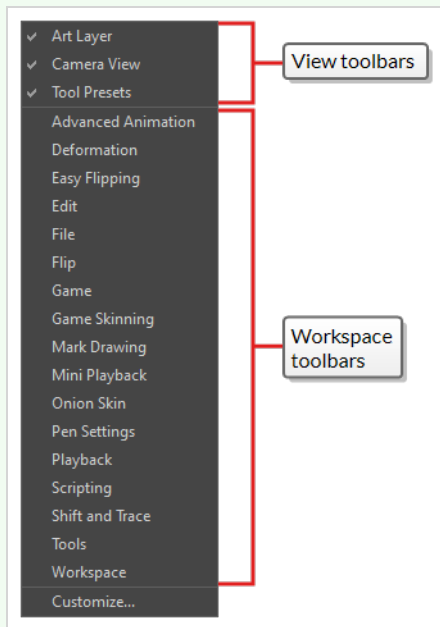 Art Layer
Camera View
Tool Presets
View toolbars
Advanced Animation
Deformation
Easy Flipping
Edit
File
Flip
Game
Game Skinning
Mark Drawing
Mini Playback
Onion Skin
Pen Settings
Playback
Scripting
Shift and Trace
Tools
Workspace
Workspace
toolbars
Customize...